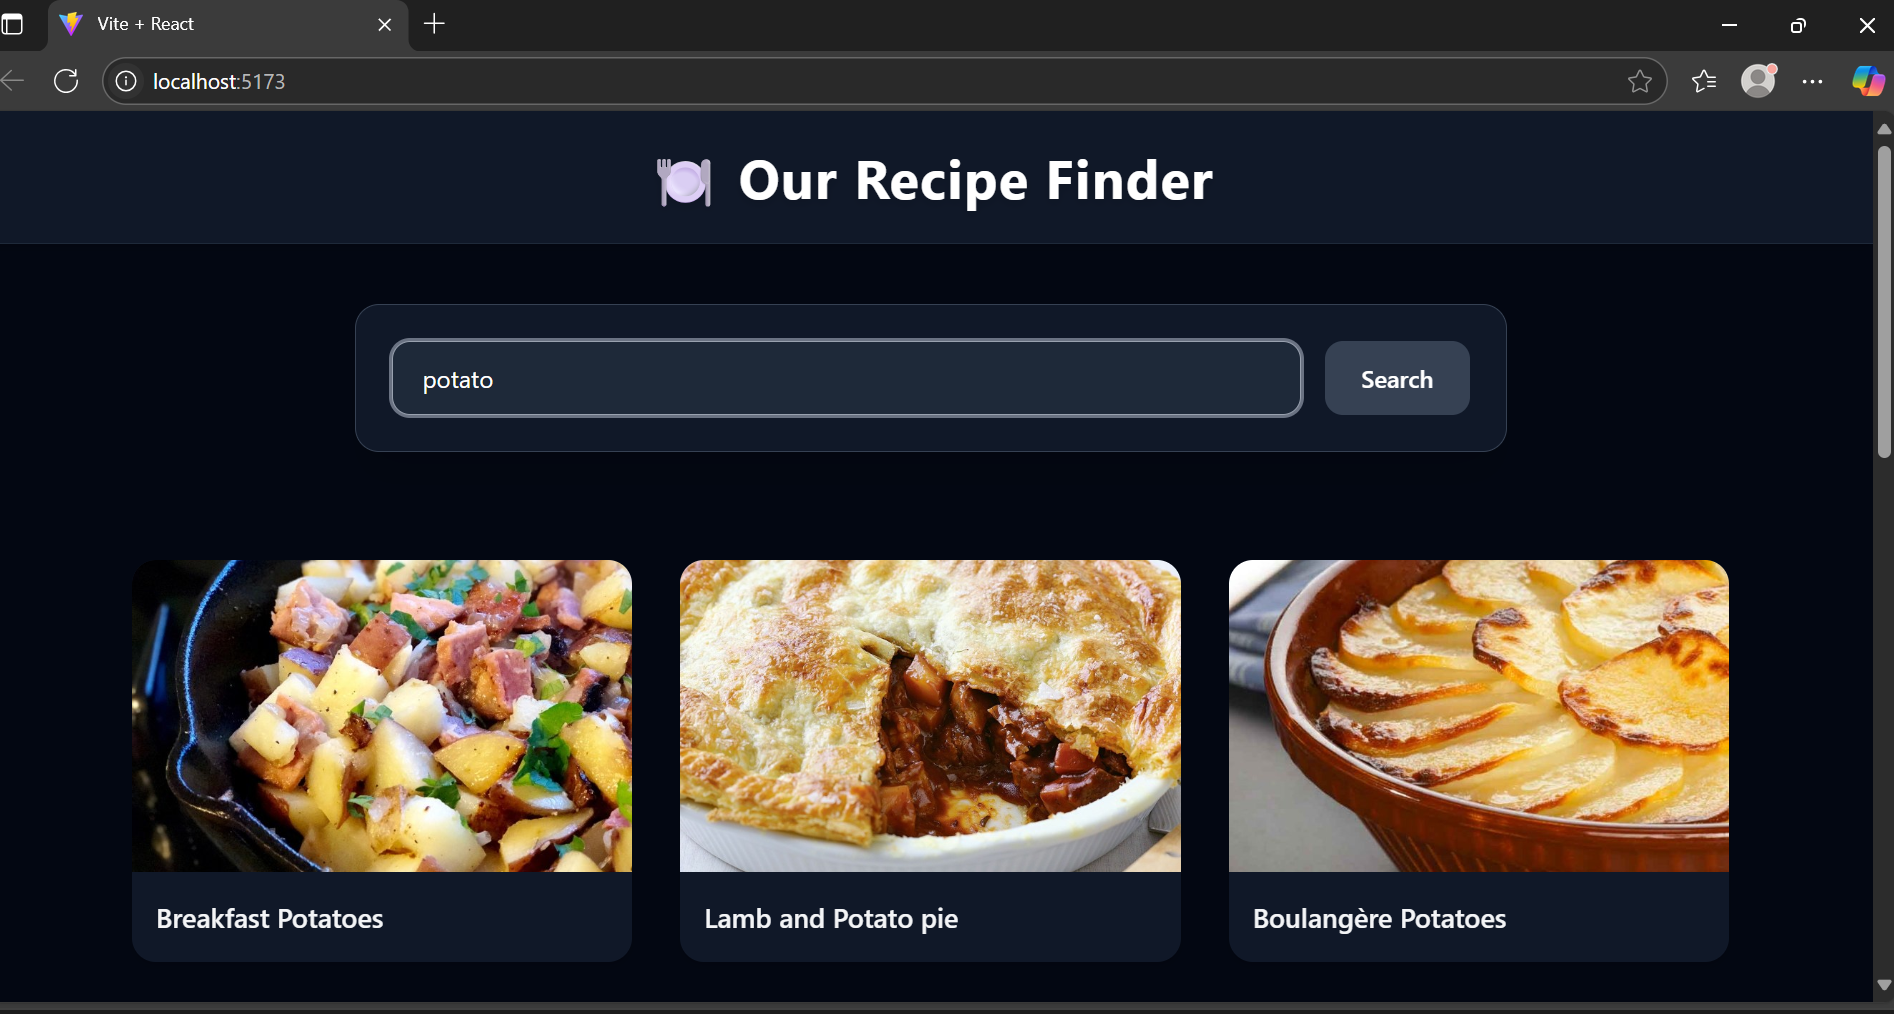 Vite + React
localhost:5173
🍽️ Our Recipe Finder
potato
Search
Breakfast Potatoes
Lamb and Potato pie
Boulangère Potatoes